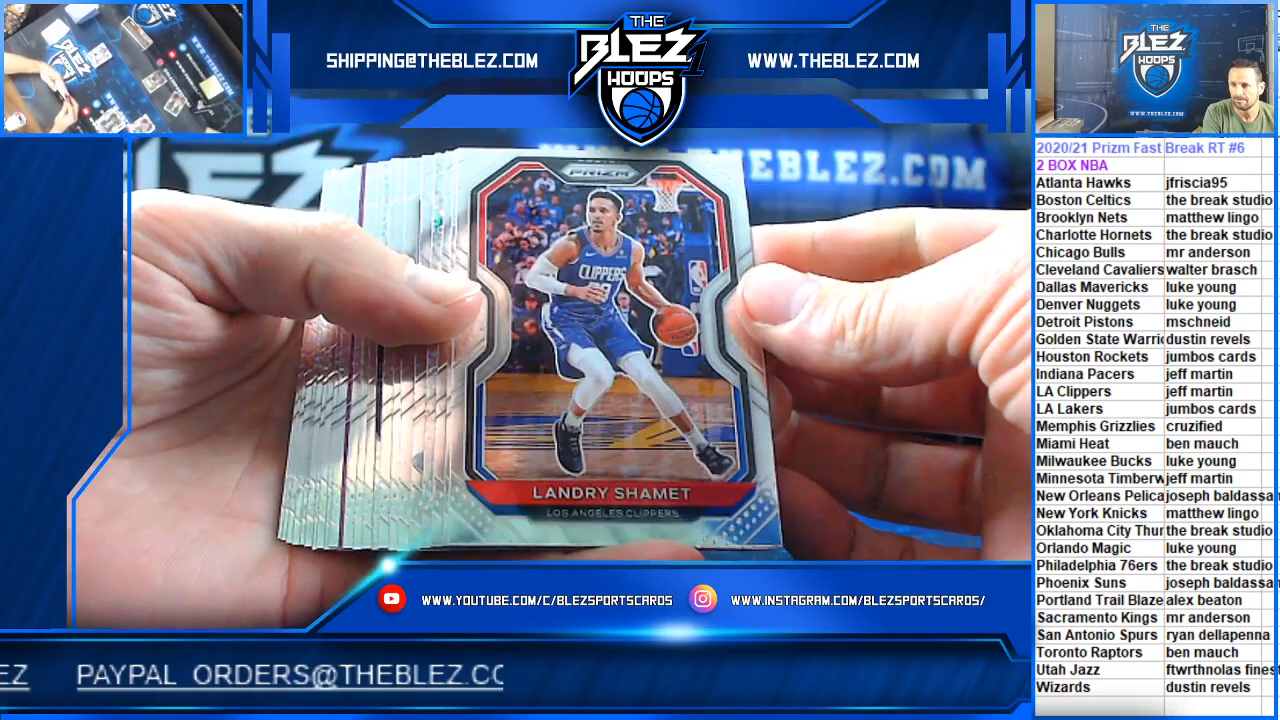 SHIPPING@THEBLEZ.COM
THE
BLEZ
HOOPS
1
WWW.THEBLEZ.COM
THE
BLEZ
HOOPS
WWW.THEBLEZ.COM
THEBLEZ.COM
PRIZM
CLIPPERS
LANDRY SHAMET
LOS ANGELES CLIPPERS
2020/21 Prizm Fast Break RT #6
2 BOX NBA
Atlanta Hawks jfriscia95
Boston Celtics the break studio
Brooklyn Nets matthew lingo
Charlotte Hornets the break studio
Chicago Bulls mr anderson
Cleveland Cavaliers walter brasch
Dallas Mavericks luke young
Denver Nuggets luke young
Detroit Pistons mschneid
Golden State Warri dustin revels
Houston Rockets jumbos cards
Indiana Pacers jeff martin
LA Clippers jeff martin
LA Lakers jumbos cards
Memphis Grizzlies cruzified
Miami Heat ben mauch
Milwaukee Bucks luke young
Minnesota Timberw jeff martin
New Orleans Pelica joseph baldassa
New York Knicks matthew lingo
Oklahoma City Thur the break studio
Orlando Magic luke young
Philadelphia 76ers the break studio
Phoenix Suns joseph baldassa
Portland Trail Blaze alex beaton
Sacramento Kings mr anderson
San Antonio Spurs ryan dellapenna
Toronto Raptors ben mauch
Utah Jazz ftwrthnolas fines
Wizards dustin revels
WWW.YOUTUBE.COM/C/BLEZSPORTSCARDS
WWW.INSTAGRAM.COM/BLEZSPORTSCARDS/
EZ PAYPAL ORDERS@THEBLEZ.CO